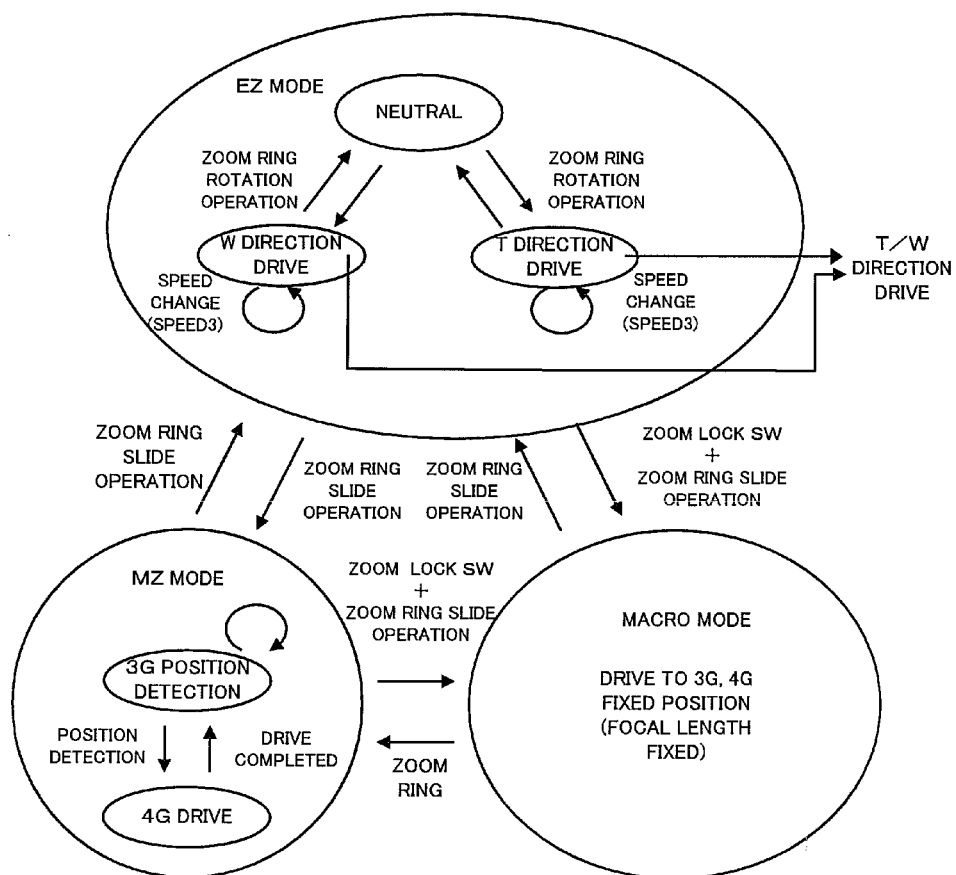 EZ MODE
NEUTRAL
ZOOM RING
ROTATION
OPERATION
ZOOM RING
ROTATION
OPERATION
W DIRECTION
DRIVE
T DIRECTION
DRIVE
T/W
DIRECTION
DRIVE
SPEED
CHANGE
(SPEED3)
SPEED
CHANGE
(SPEED3)
ZOOM RING
SLIDE
OPERATION
ZOOM RING
SLIDE
OPERATION
ZOOM RING
SLIDE
OPERATION
ZOOM LOCK SW
+
ZOOM RING SLIDE
OPERATION
MZ MODE
3G POSITION
DETECTION
POSITION
DETECTION
DRIVE
COMPLETED
4G DRIVE
ZOOM LOCK SW
+
ZOOM RING SLIDE
OPERATION
ZOOM
RING
MACRO MODE
DRIVE TO 3G, 4G
FIXED POSITION
(FOCAL LENGTH
FIXED)